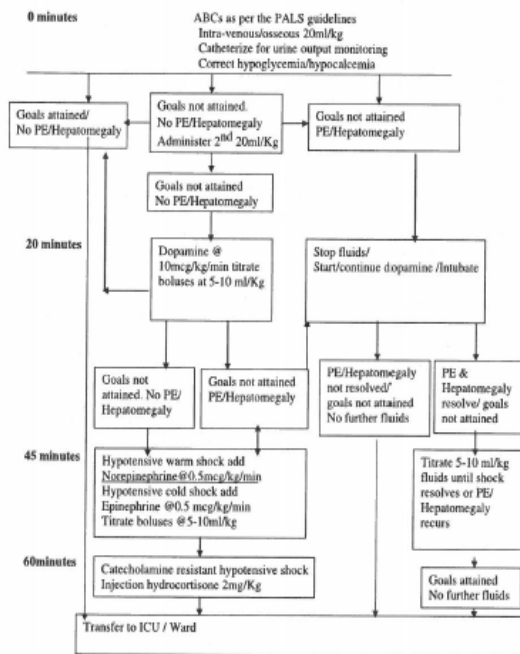 0 minutes
ABCs as per the PALS guidelines
Intra-venous/osseous 20ml/kg
Catheterize for urine output monitoring
Correct hypoglycemia/hypocalcemia
Goals attained/
No PE/Hepatomegaly
Goals not attained.
No PE/Hepatomegaly
Administer 2nd 20ml/Kg
Goals not attained
PE/Hepatomegaly
Goals not attained
No PE/Hepatomegaly
20 minutes
Dopamine @
10mcg/kg/min titrate
boluses at 5-10 ml/Kg
Stop fluids/
Start/continue dopamine /Intubate
Goals not
attained. No PE/
Hepatomegaly
Goals not attained
PE/Hepatomegaly
PE/Hepatomegaly
not resolved/
goals not attained
No further fluids
PE &
Hepatomegaly
resolve/ goals
not attained
45 minutes
Hypotensive warm shock add
Norepinephrine@0.5mcg/kg/min
Hypotensive cold shock add
Epinephrine @0.5 mcg/kg/min
Titrate boluses @5-10ml/kg
Titrate 5-10 ml/kg
fluids until shock
resolves or PE/
Hepatomegaly
recurs
60minutes
Catecholamine resistant hypotensive shock
Injection hydrocortisone 2mg/Kg
Goals attained
No further fluids
Transfer to ICU / Ward